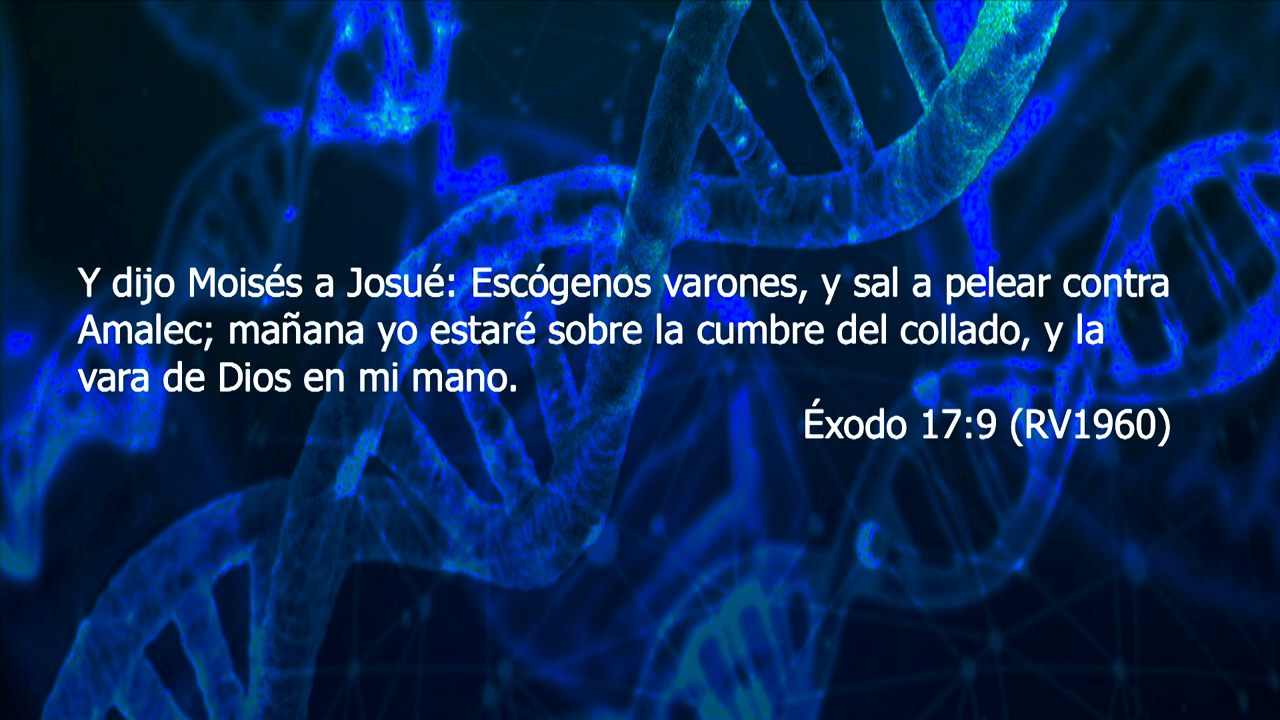 Y dijo Moisés a Josué: Escógenos varones, y sal a pelear contra
Amalec; mañana yo estaré sobre la cumbre del collado, y la
vara de Dios en mi mano.
Éxodo 17:9 (RV1960)